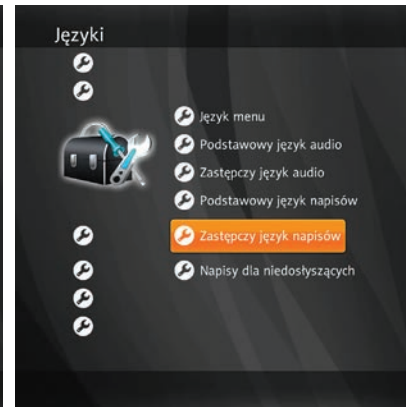 Języki
Język menu
Podstawowy język audio
Zastępczy język audio
Podstawowy język napisów
Zastępczy język napisów
Napisy dla niedosłyszących